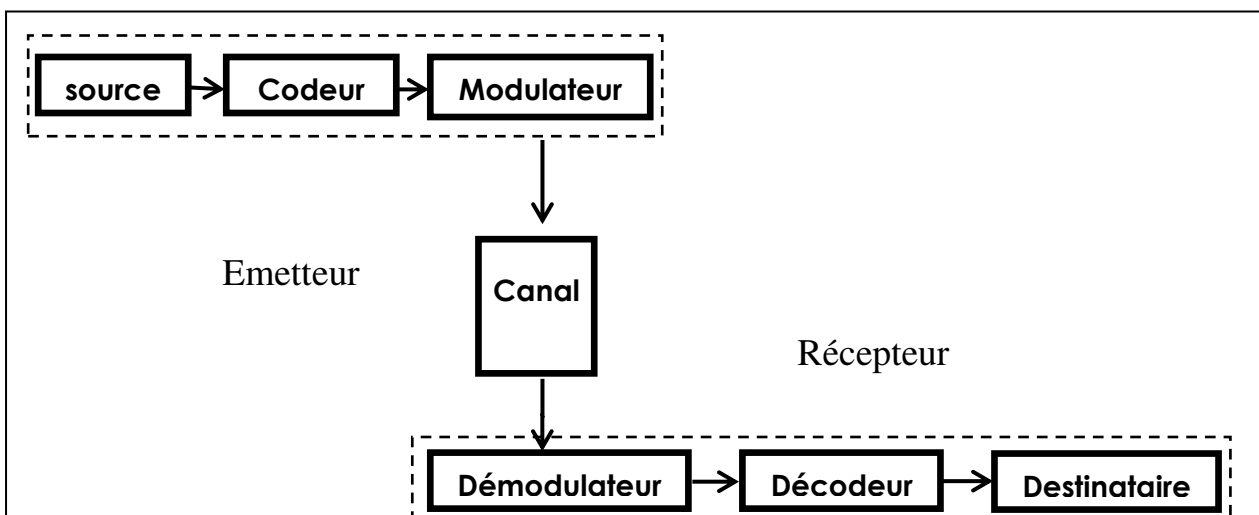 source
Codeur
Modulateur
Emetteur
Canal
Récepteur
Démodulateur
Décodeur
Destinataire